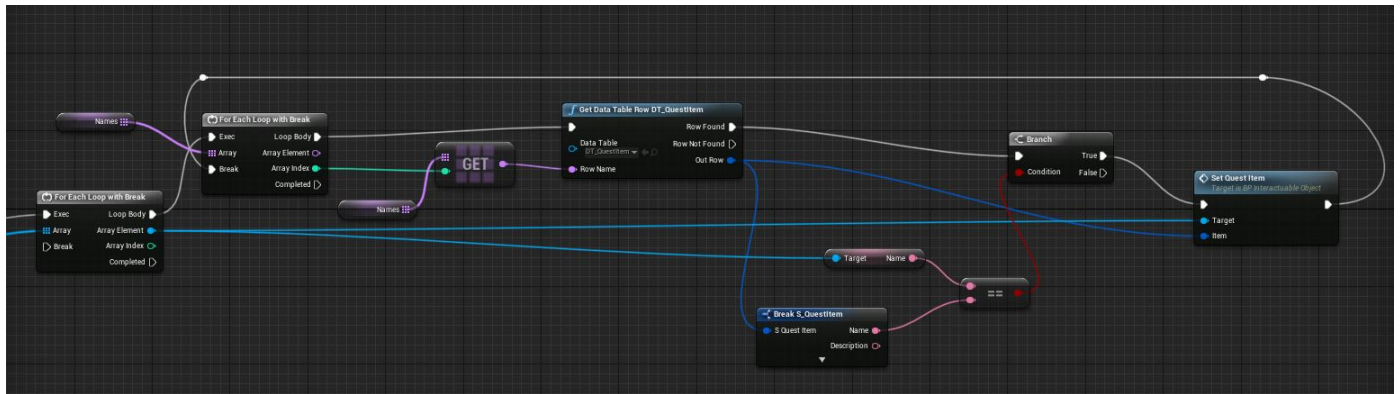 Names
For Each Loop with Break
Exec
Loop Body
Array
Array Element
Break
Array Index
Completed
Get Data Table Row DT_QuestItem
Row Found
Data Table
DT_QuestItem
Row Not Found
Out Row
Row Name
GET
Names
Branch
True
Condition
False
Set Quest Item
Target is BP Interactuable Object
Target
Item
For Each Loop with Break
Exec
Loop Body
Array
Array Element
Break
Array Index
Completed
Target Name
==
Break S_QuestItem
S Quest Item
Name
Description